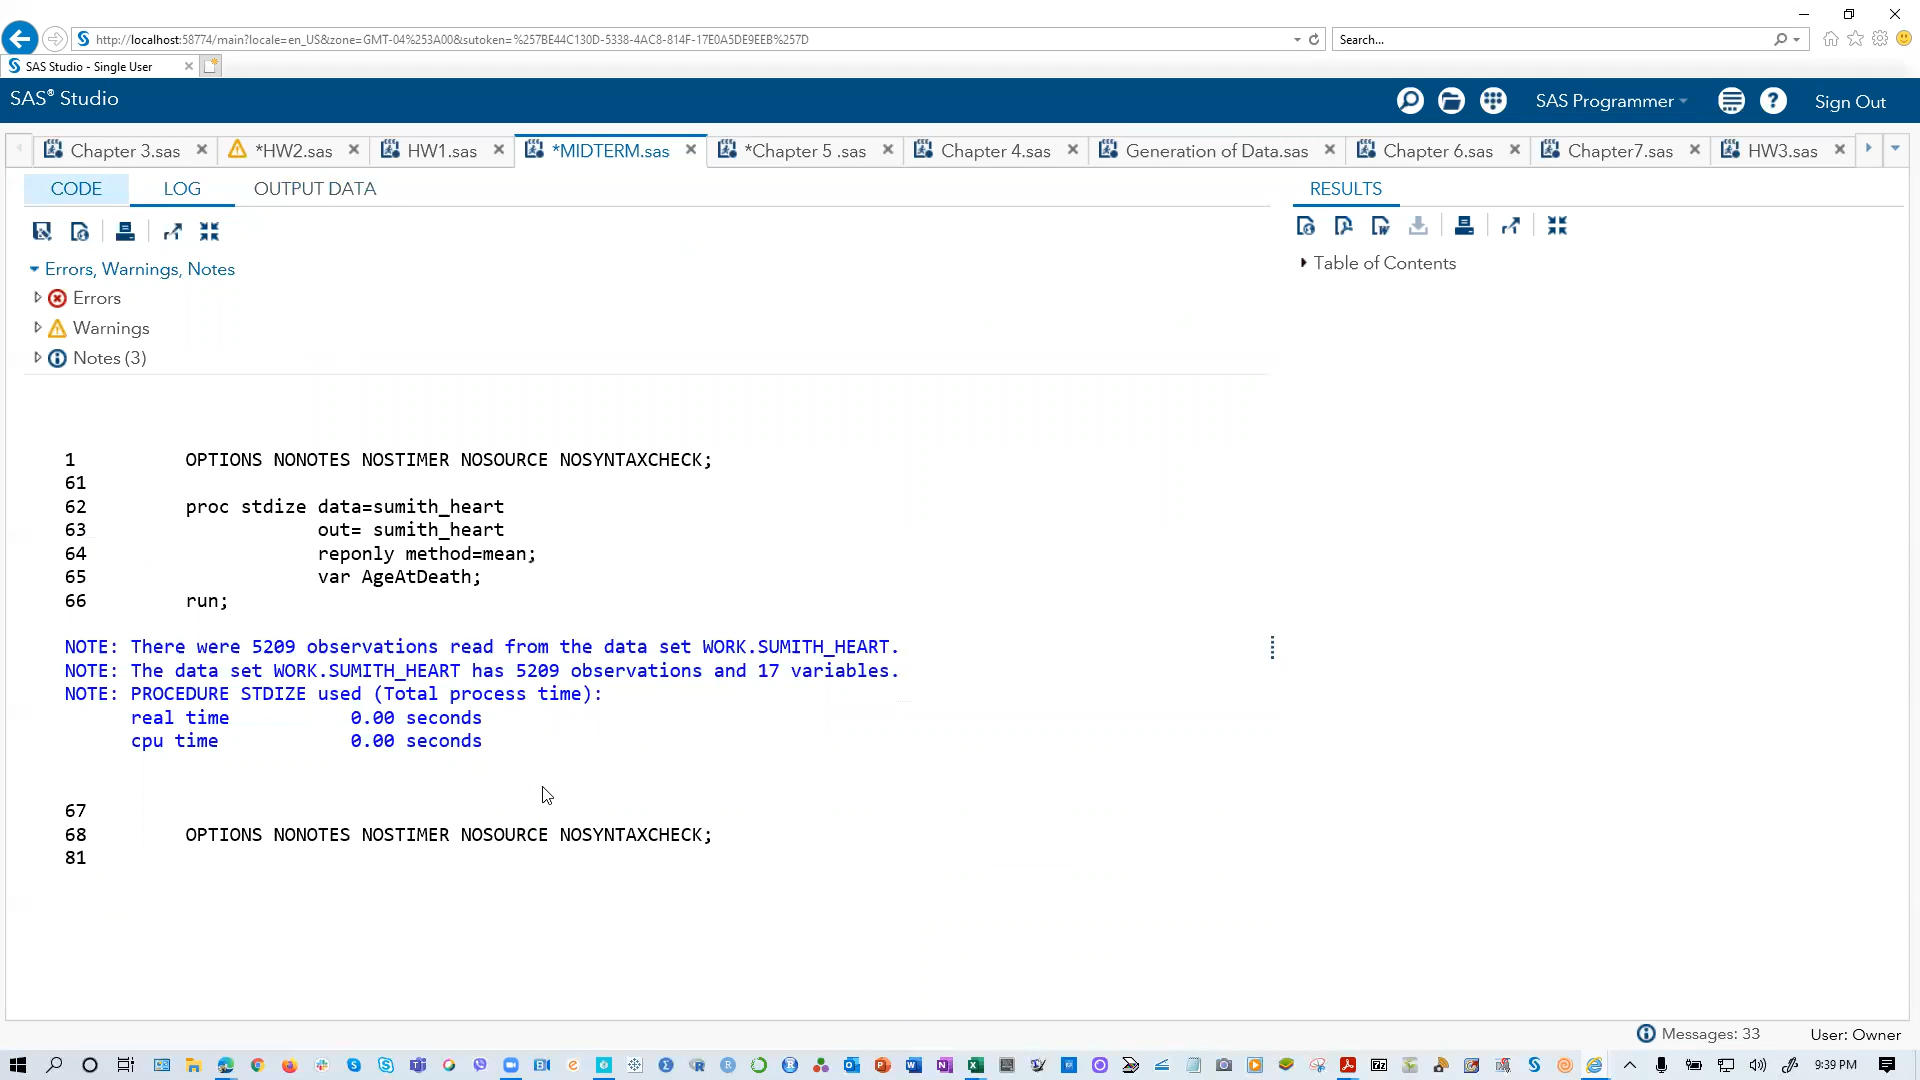 http://localhost:58774/main?locale=en_US&zone=GMT-04%253A00&sutoken=%257BE44C130D-5338-4AC8-814F-17E0A5DE9EEB%257D
Search...
SAS Studio - Single User
SAS® Studio
SAS Programmer
Sign Out
Chapter 3.sas
*HW2.sas
HW1.sas
*MIDTERM.sas
*Chapter 5 .sas
Chapter 4.sas
Generation of Data.sas
Chapter 6.sas
Chapter7.sas
HW3.sas
CODE
LOG
OUTPUT DATA
RESULTS
Table of Contents
Errors, Warnings, Notes
Errors
Warnings
Notes (3)
1 OPTIONS NONOTES NOSTIMER NOSOURCE NOSYNTAXCHECK;
61
62 proc stdize data=sumith_heart
63 out= sumith_heart
64 reponly method=mean;
65 var AgeAtDeath;
66 run;
NOTE: There were 5209 observations read from the data set WORK.SUMITH_HEART.
NOTE: The data set WORK.SUMITH_HEART has 5209 observations and 17 variables.
NOTE: PROCEDURE STDIZE used (Total process time):
real time 0.00 seconds
cpu time 0.00 seconds
67
68 OPTIONS NONOTES NOSTIMER NOSOURCE NOSYNTAXCHECK;
81
Messages: 33
User: Owner
9:39 PM